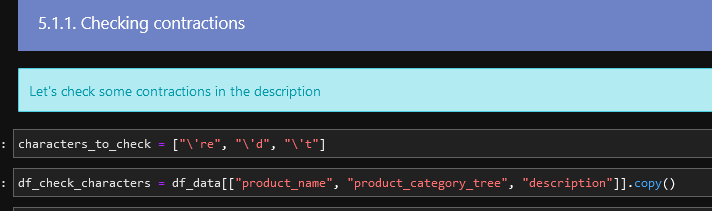 5.1.1. Checking contractions
Let's check some contractions in the description
: characters_to_check = ["\'re", "\'d", "\'t"]
: df_check_characters = df_data[["product_name", "product_category_tree", "description"]].copy()